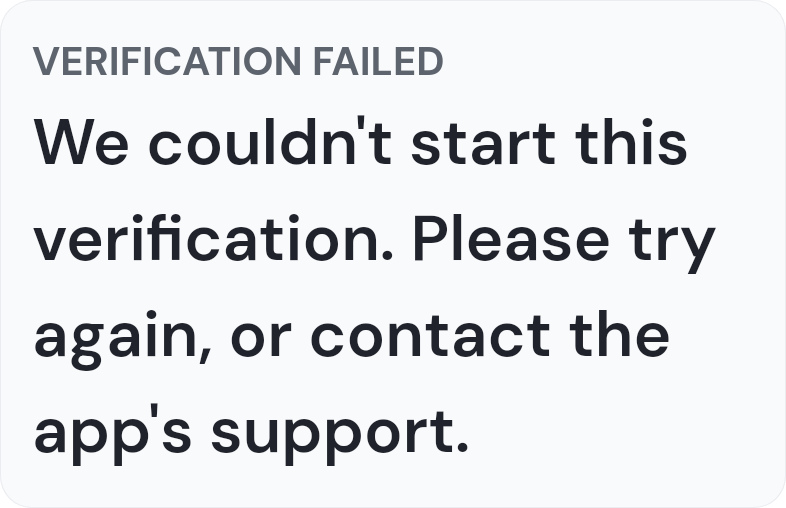 VERIFICATION FAILED
We couldn't start this
verification. Please try
again, or contact the
app's support.